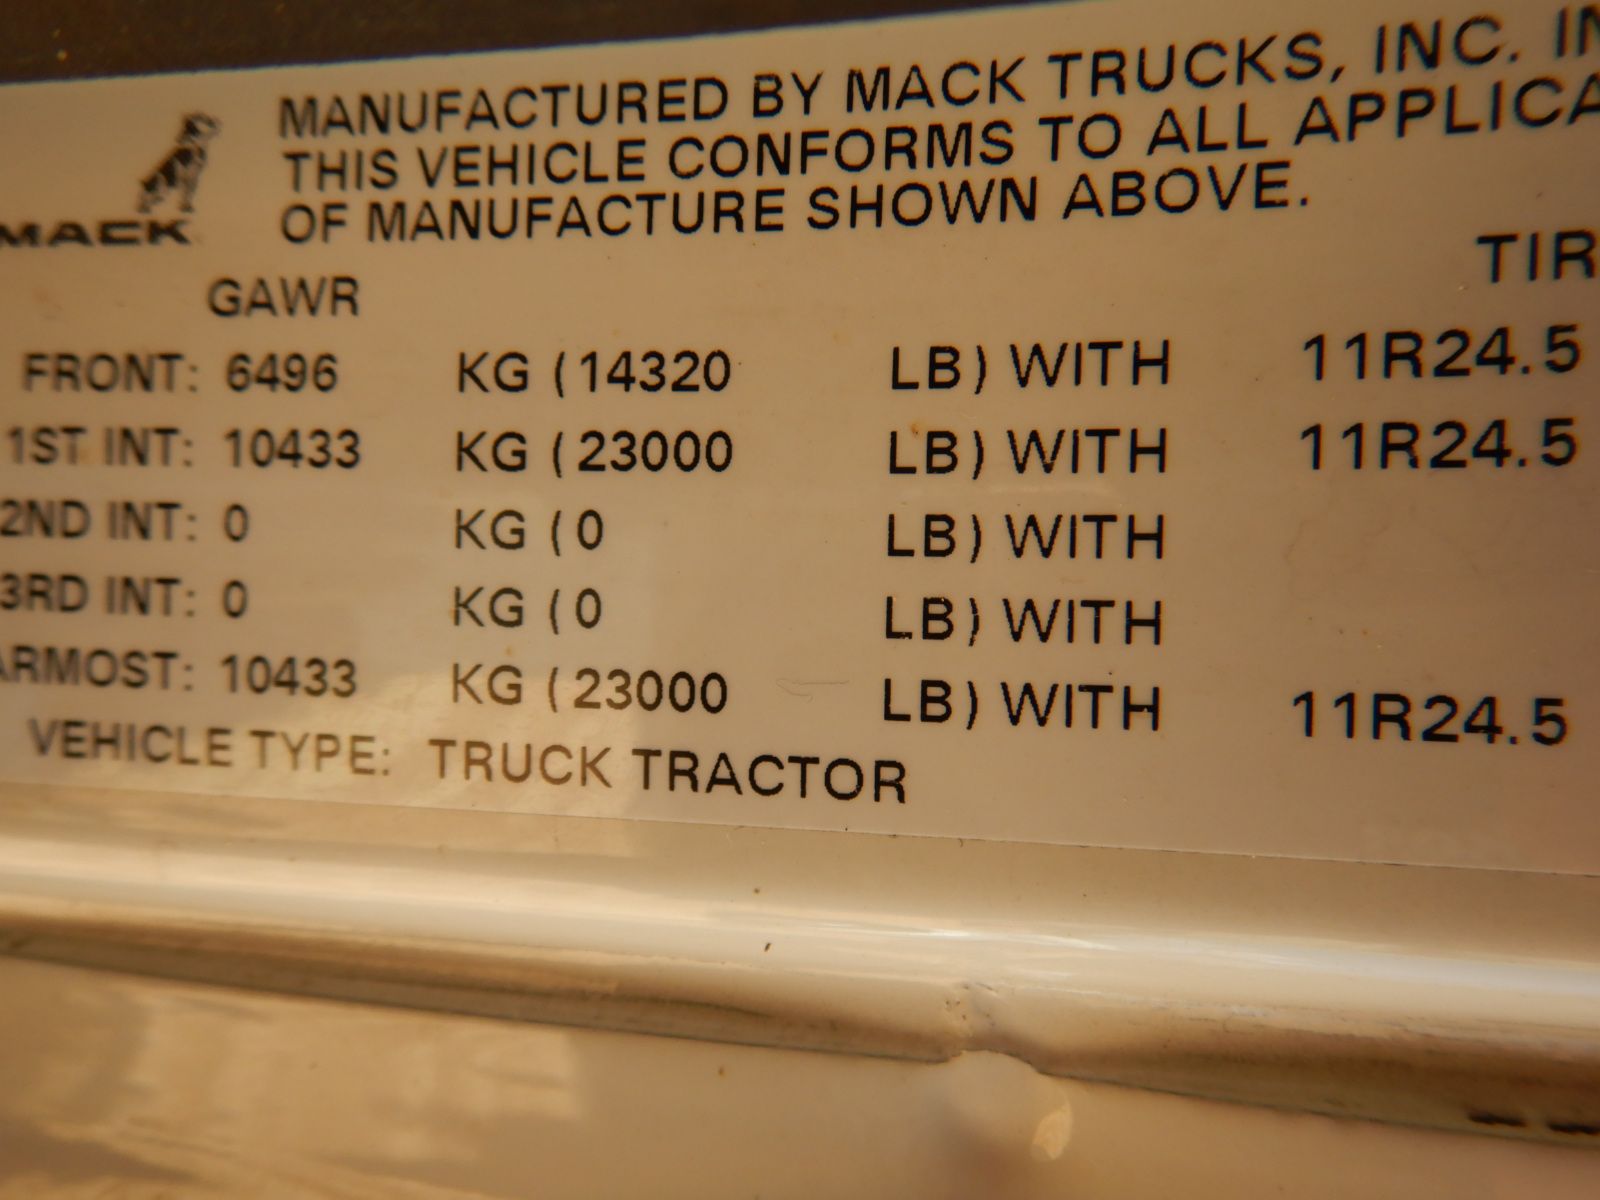 MANUFACTURED BY MACK TRUCKS, INC.
THIS VEHICLE CONFORMS TO ALL
OF MANUFACTURE SHOWN ABOVE.
MACK
GAWR
FRONT: 6496 KG (14320 LB) WITH 11R24.5
1ST INT: 10433 KG (23000 LB) WITH 11R24.5
2ND INT: 0 KG (0 LB) WITH
3RD INT: 0 KG (0 LB) WITH
ARMOST: 10433 KG (23000 LB) WITH 11R24.5
VEHICLE TYPE: TRUCK TRACTOR